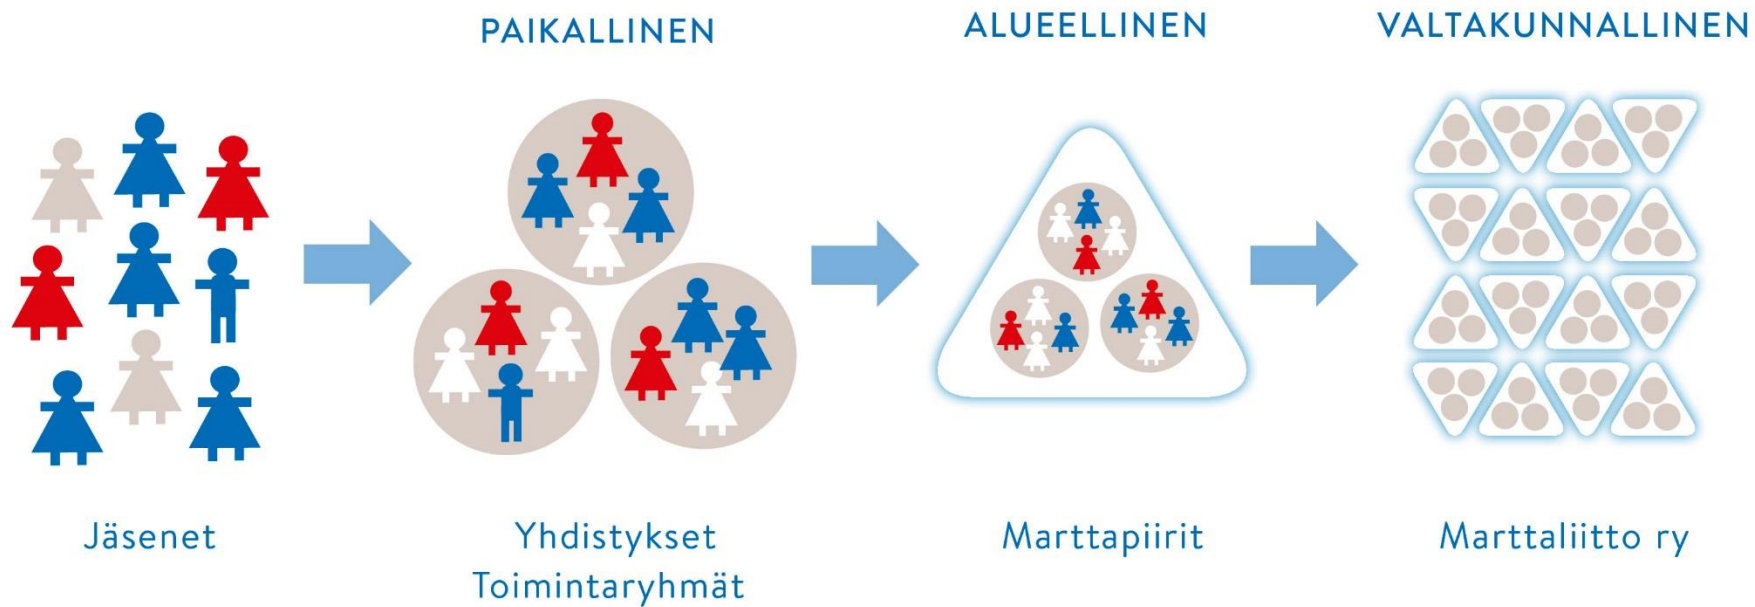 PAIKALLINEN
ALUEELLINEN
VALTAKUNNALLINEN
Jäsenet
Yhdistykset
Toimintaryhmät
Marttapiirit
Marttaliitto ry